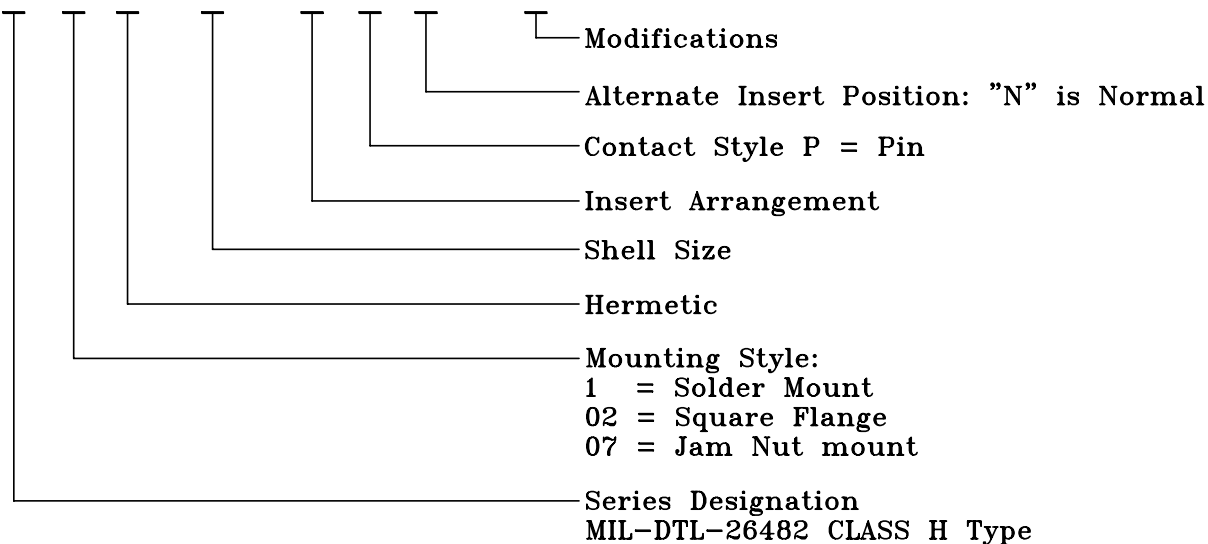 Modifications
Alternate Insert Position: "N" is Normal
Contact Style P = Pin
Insert Arrangement
Shell Size
Hermetic
Mounting Style:
1 = Solder Mount
02 = Square Flange
07 = Jam Nut mount
Series Designation
MIL-DTL-26482 CLASS H Type